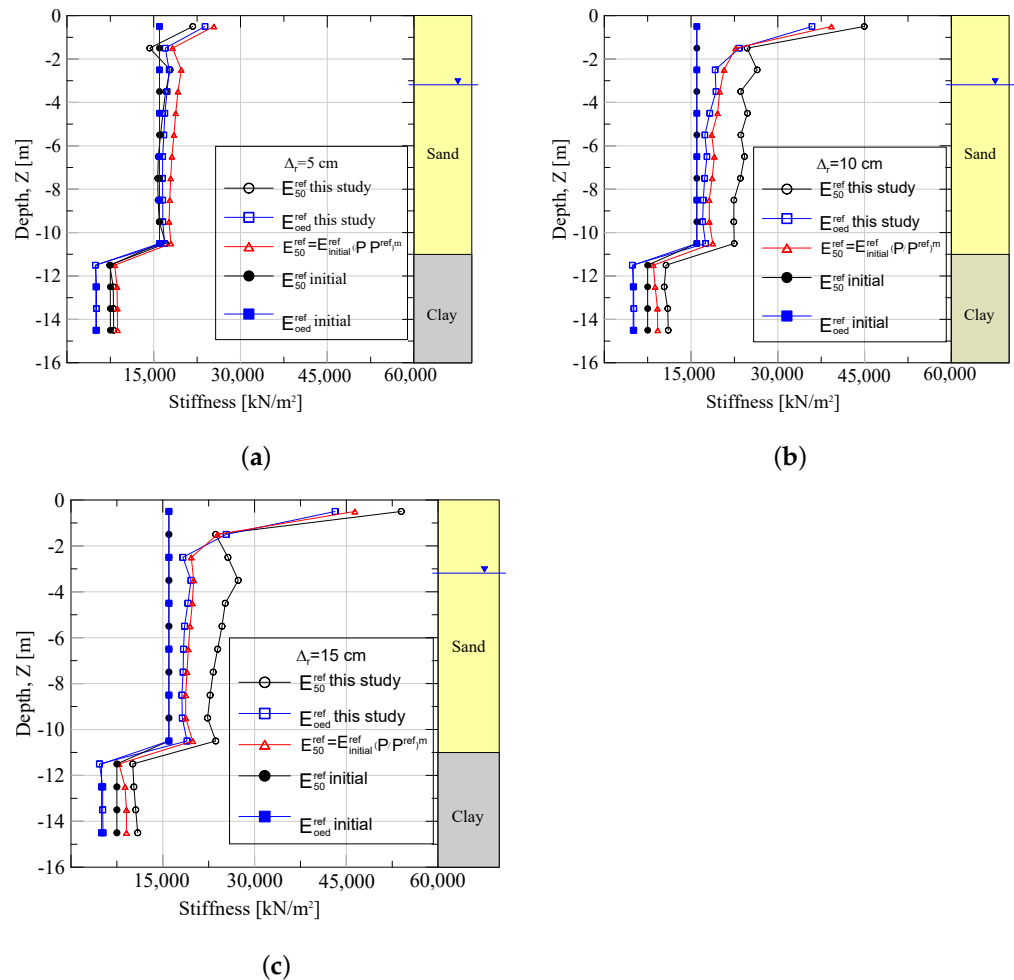 0
-2
-4
-6
-8
-10
-12
-14
-16
Depth, Z [m]
15,000 30,000 45,000 60,000
Stiffness [kN/m²]
Δr=5 cm
E50ref this study
Eoedref this study
E50ref=Einitialref(P P ref)m
E50ref initial
Eoedref initial
Sand
Clay
(a)
0
-2
-4
-6
-8
-10
-12
-14
-16
Depth, Z [m]
15,000 30,000 45,000 60,000
Stiffness [kN/m²]
Δr=10 cm
E50ref this study
Eoedref this study
E50ref=Einitialref(P/Pref)m
E50ref initial
Eoedref initial
Sand
Clay
(b)
0
-2
-4
-6
-8
-10
-12
-14
-16
Depth, Z [m]
15,000 30,000 45,000 60,000
Stiffness [kN/m²]
Δr=15 cm
E50ref this study
Eoedref this study
E50ref=Einitialref(P/Pref)m
E50ref initial
Eoedref initial
Sand
Clay
(c)